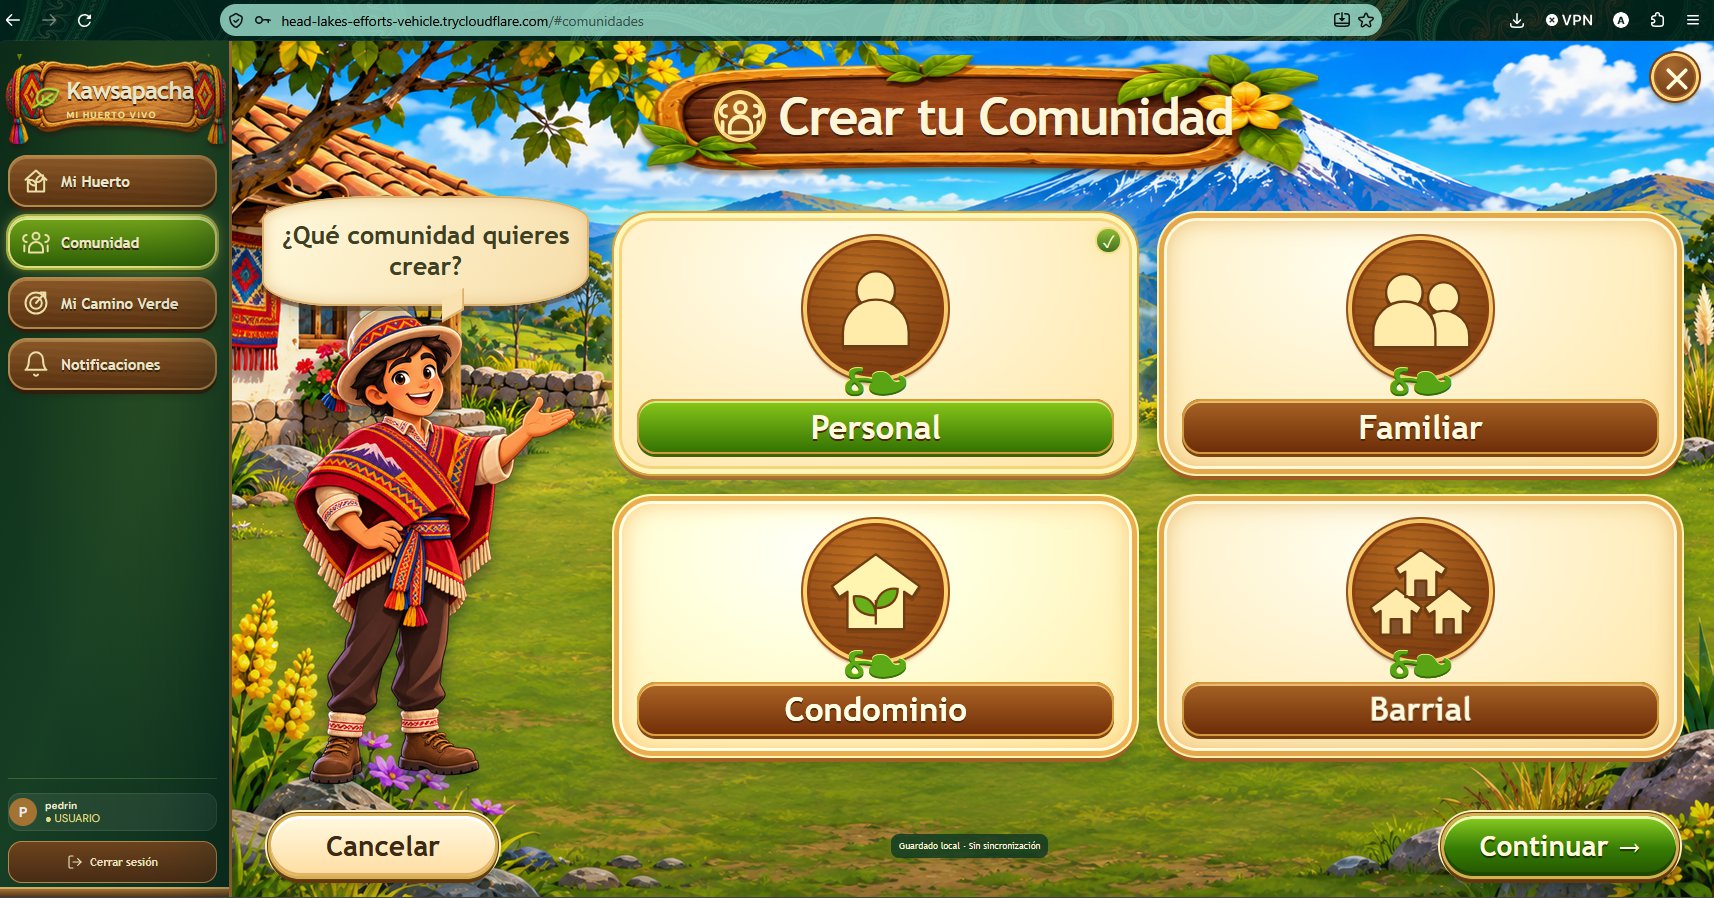 head-lakes-efforts-vehicle.trycloudflare.com/#comunidades
VPN
A
Kawsapacha
MI HUERTO VIVO
Mi Huerto
Comunidad
Mi Camino Verde
Notificaciones
P
pedrin
USUARIO
Cerrar sesión
Crear tu Comunidad
¿Qué comunidad quieres
crear?
Personal
Familiar
Condominio
Barrial
Cancelar
Guardado local - Sin sincronización
Continuar →